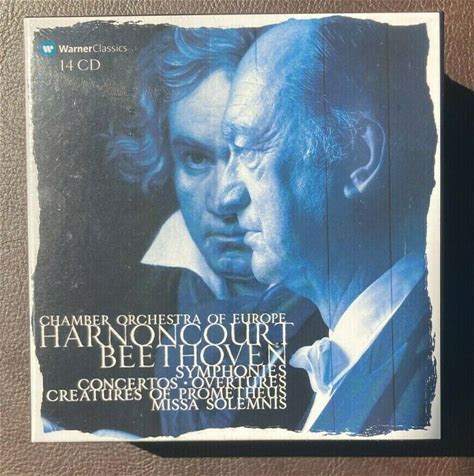 WarnerClassics
14 CD
CHAMBER ORCHESTRA OF EUROPE
HARNONCOURT
BEETHOVEN
SYMPHONIES
CONCERTOS · OVERTURES
CREATURES OF PROMETHEUS
MISSA SOLEMNIS